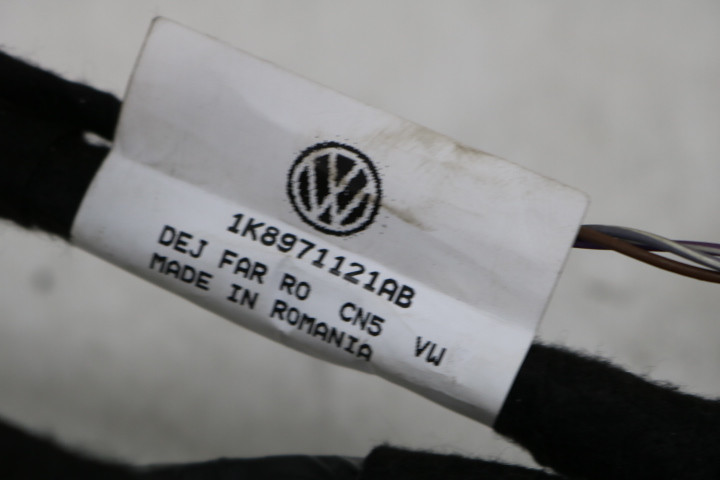 1K8971121AB
DEJ FAR RO CN5 VW
MADE IN ROMANIA